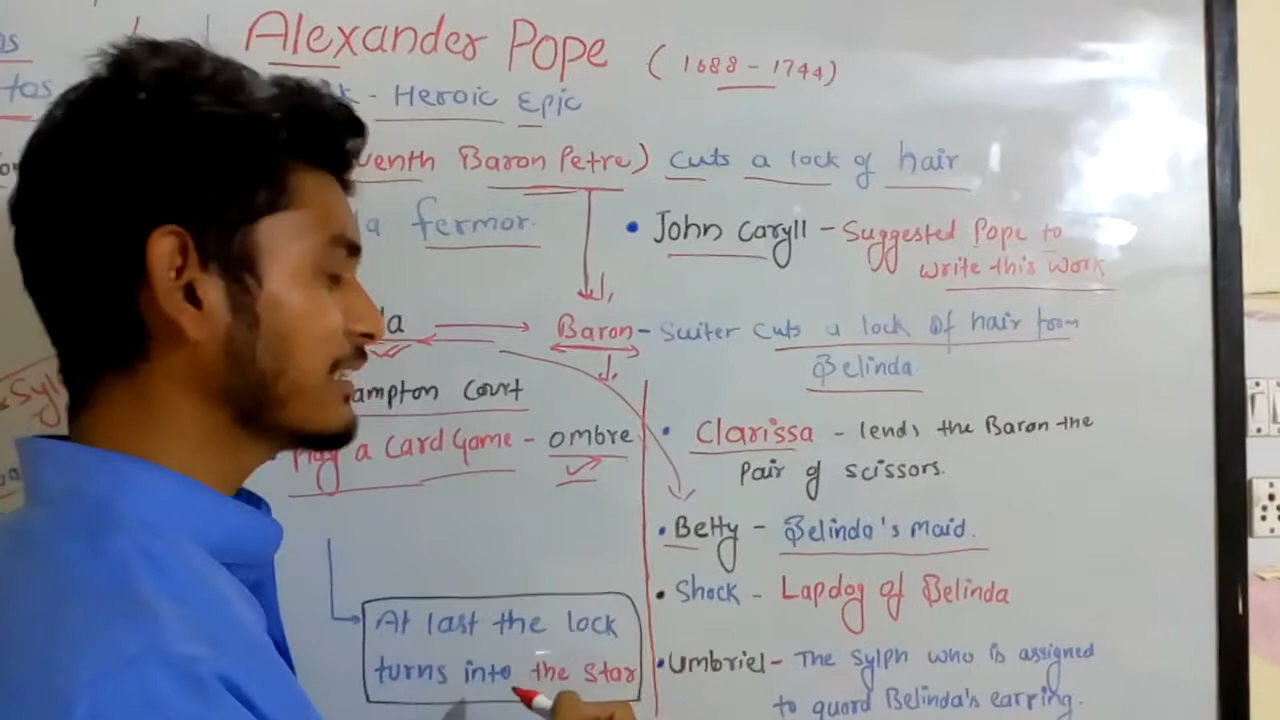 Alexander Pope (1688 - 1744)
- Heroic Epic
Baron Petre) cuts a lock of hair
fermor.
• John Caryll - Suggested Pope to
write this work
Baron - Suiter cuts a lock of hair from
Belinda
ampton Court
a Card Game - ombre
• Clarissa - lends the Baron the
Pair of scissors.
• Betty - Belinda's Maid.
• Shock - Lapdog of Belinda
At last the lock
turns into the Star
• Umbriel - The Sylph who is assigned
to guard Belinda's earring.